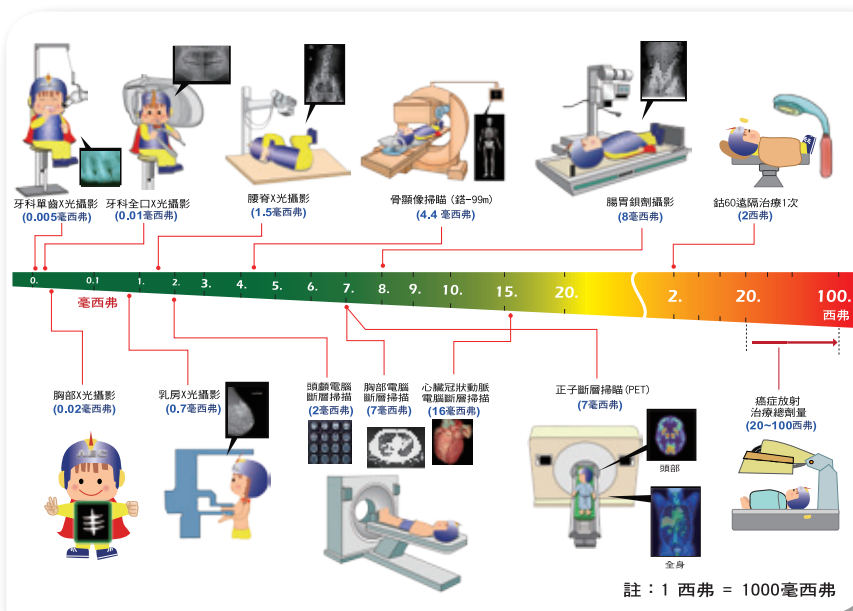 牙科單齒X光攝影
(0.005毫西弗)
牙科全口X光攝影
(0.01毫西弗)
腰脊X光攝影
(1.5毫西弗)
骨顯像掃瞄 (鎝-99m)
(4.4 毫西弗)
腸胃鋇劑攝影
(8毫西弗)
鈷60遠隔治療1次
(2西弗)
0. 0.1 1. 2. 3. 4. 5. 6. 7. 8. 9. 10. 15. 20. 2. 20. 100.
毫西弗
西弗
胸部X光攝影
(0.02毫西弗)
乳房X光攝影
(0.7毫西弗)
頭顱電腦
斷層掃描
(2毫西弗)
胸部電腦
斷層掃描
(7毫西弗)
心臟冠狀動脈
電腦斷層掃描
(16毫西弗)
正子斷層掃瞄(PET)
(7毫西弗)
癌症放射
治療總劑量
(20~100西弗)
A.E.C
頭部
全身
註：1 西弗 = 1000毫西弗